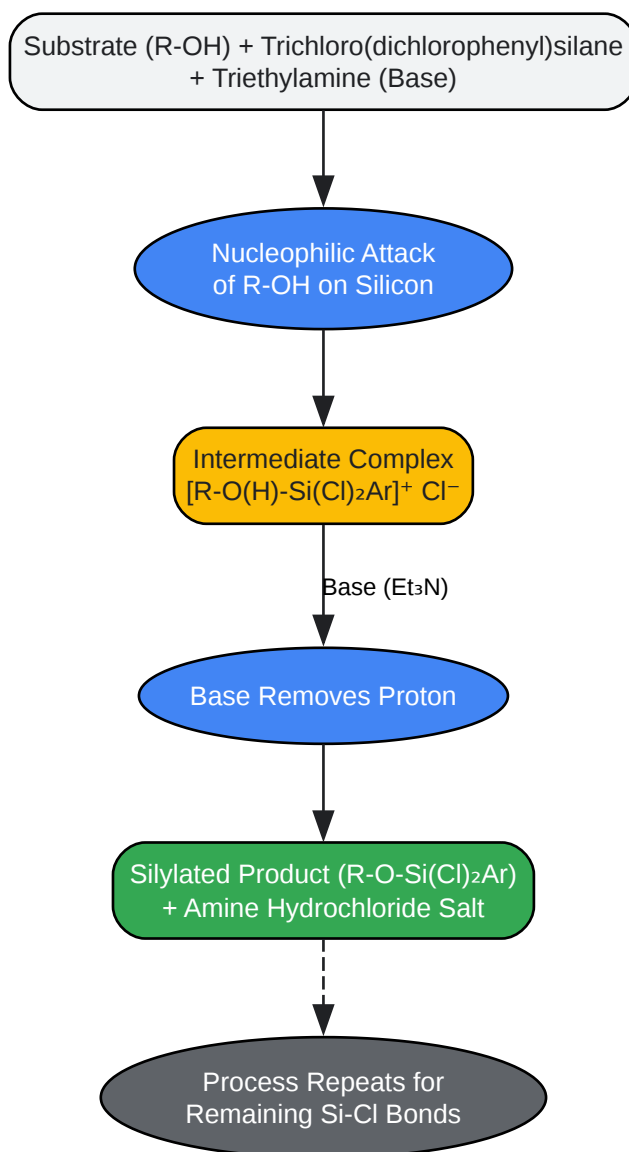 Substrate (R-OH) + Trichloro(dichlorophenyl)silane
+ Triethylamine (Base)
Nucleophilic Attack
of R-OH on Silicon
Intermediate Complex
[R-O(H)-Si(Cl)₂Ar]⁺ Cl⁻
Base (Et₃N)
Base Removes Proton
Silylated Product (R-O-Si(Cl)₂Ar)
+ Amine Hydrochloride Salt
Process Repeats for
Remaining Si-Cl Bonds